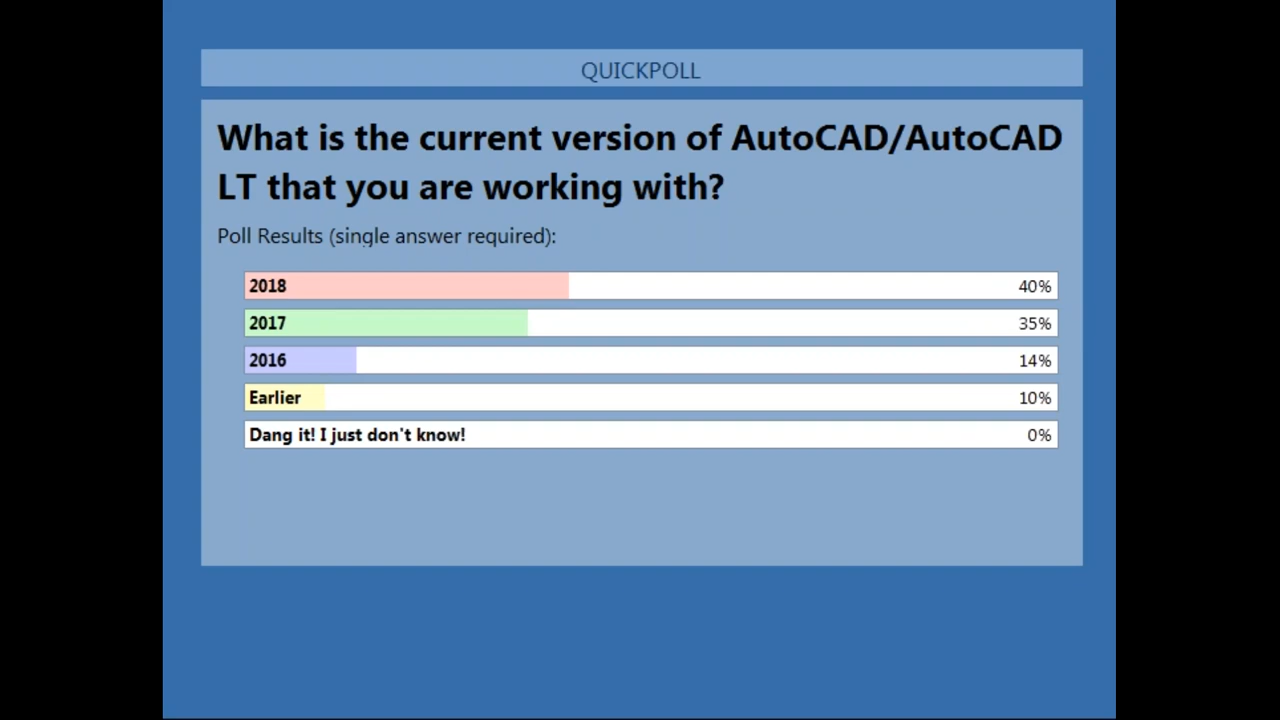 QUICKPOLL
What is the current version of AutoCAD/AutoCAD
LT that you are working with?
Poll Results (single answer required):
2018 40%
2017 35%
2016 14%
Earlier 10%
Dang it! I just don't know! 0%